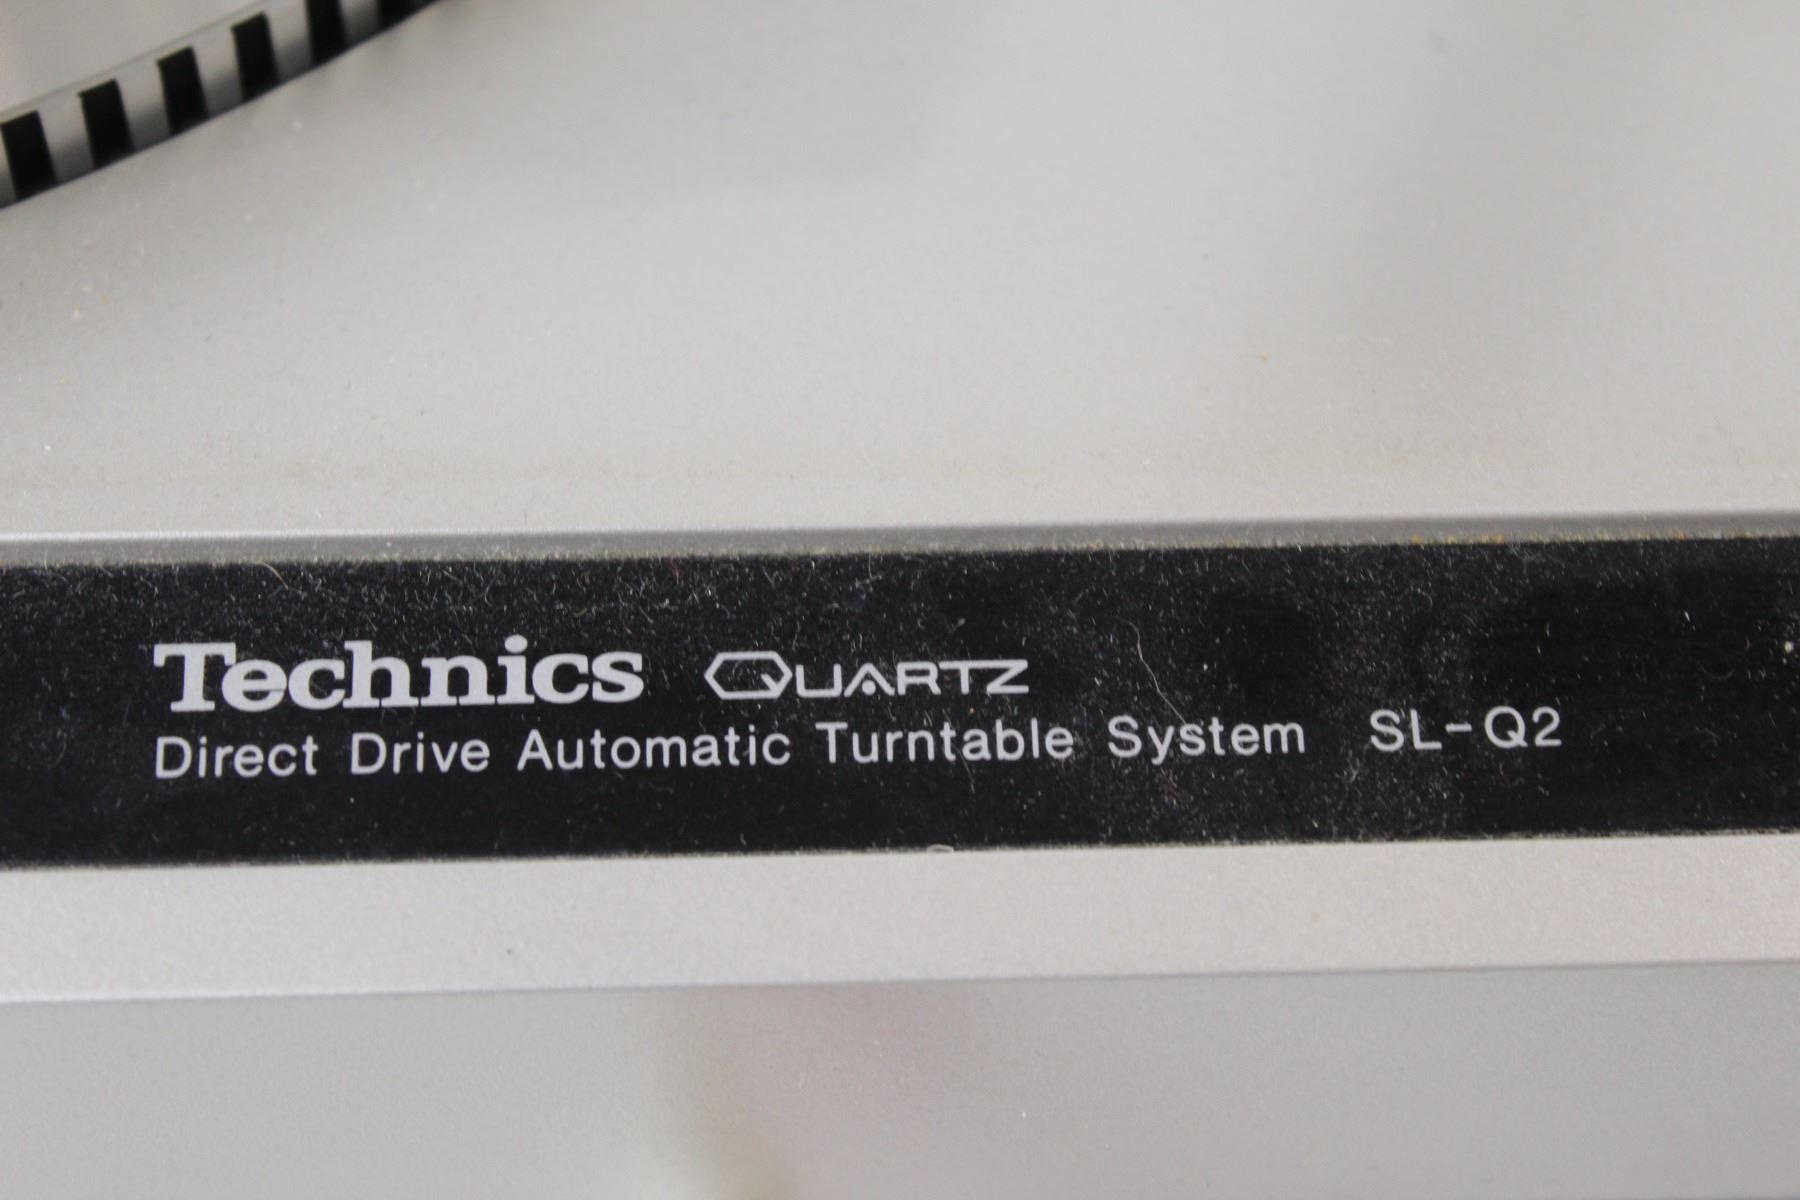 Technics QUARTZ
Direct Drive Automatic Turntable System SL-Q2